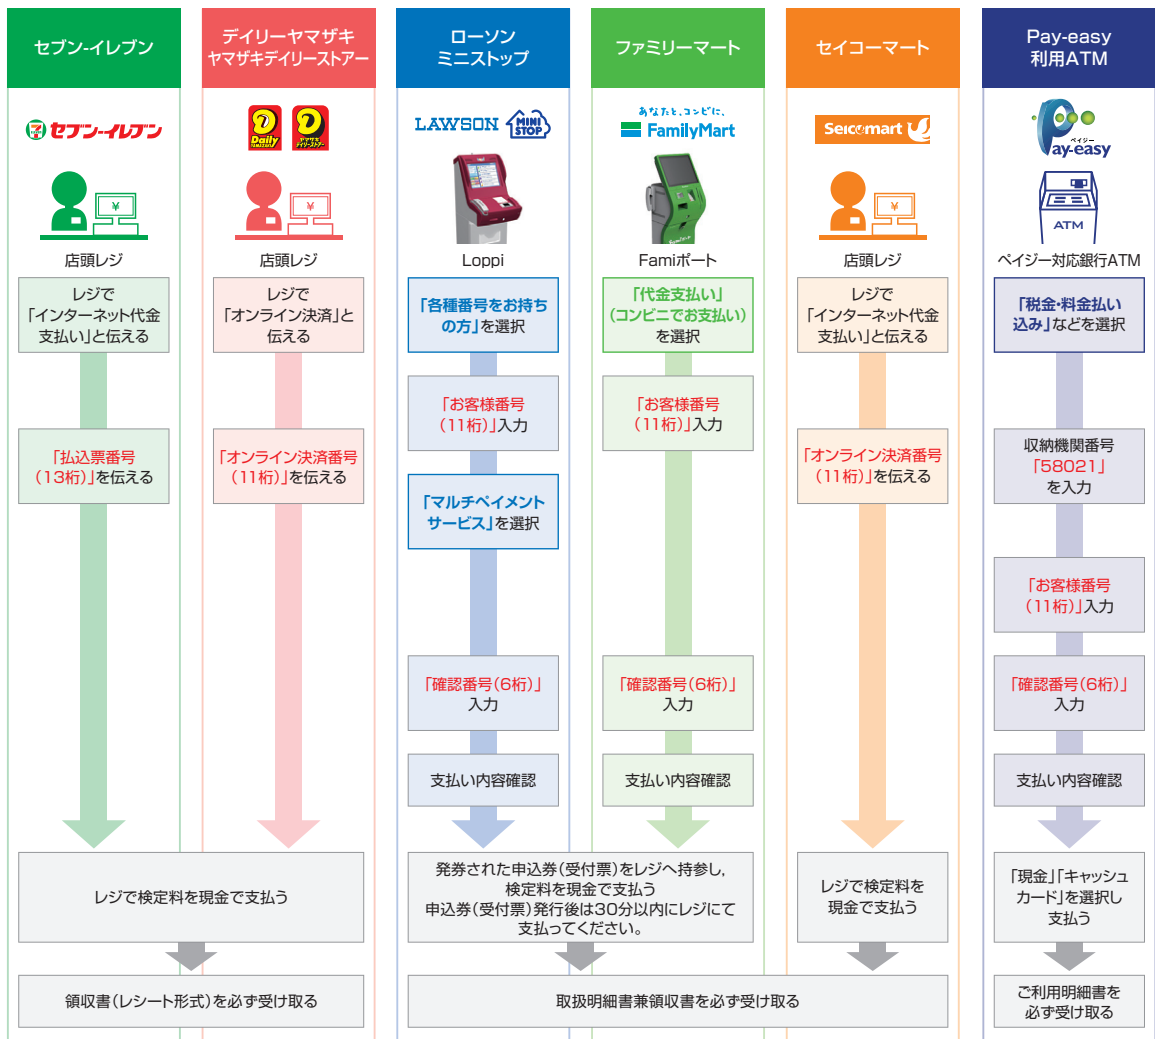 セブン-イレブン
デイリーヤマザキ
ヤマザキデイリーストアー
ローソン
ミニストップ
ファミリーマート
セイコーマート
Pay-easy
利用ATM
セブン-イレブン
Daily
ヤマザキ
デイリーストアー
LAWSON
MINI
STOP
あなたと、コンビに、
FamilyMart
Seicomart
ペイジー
Pay-easy
¥
¥
¥
ATM
店頭レジ
店頭レジ
Loppi
Famiポート
店頭レジ
ペイジー対応銀行ATM
レジで
「インターネット代金
支払い」と伝える
レジで
「オンライン決済」と
伝える
「各種番号をお持ち
の方」を選択
「代金支払い」
(コンビニでお支払い)
を選択
レジで
「インターネット代金
支払い」と伝える
「税金・料金払い
込み」などを選択
「お客様番号
(11桁)」入力
「お客様番号
(11桁)」入力
「払込票番号
(13桁)」を伝える
「オンライン決済番号
(11桁)」を伝える
「マルチペイメント
サービス」を選択
「オンライン決済番号
(11桁)」を伝える
収納機関番号
「58021」
を入力
「お客様番号
(11桁)」入力
「確認番号(6桁)」
入力
「確認番号(6桁)」
入力
「確認番号(6桁)」
入力
支払い内容確認
支払い内容確認
支払い内容確認
レジで検定料を現金で支払う
発券された申込券(受付票)をレジへ持参し,
検定料を現金で支払う
申込券(受付票)発行後は30分以内にレジにて
支払ってください。
レジで検定料を
現金で支払う
「現金」「キャッシュ
カード」を選択し
支払う
領収書(レシート形式)を必ず受け取る
取扱明細書兼領収書を必ず受け取る
ご利用明細書を
必ず受け取る